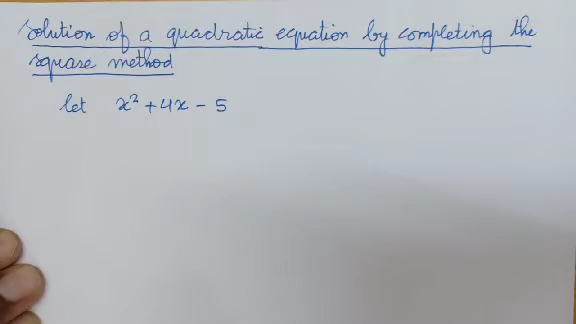 solution of a quadratic equation by completing the
square method
let x² + 4x - 5